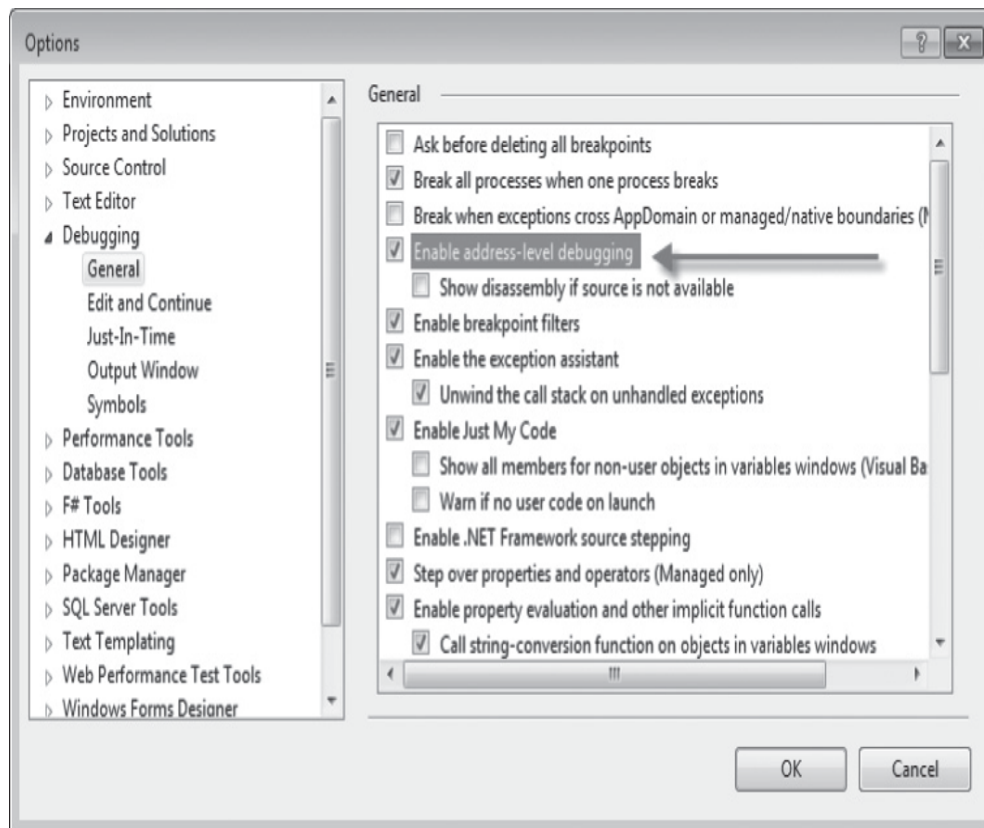 Options
Environment
Projects and Solutions
Source Control
Text Editor
Debugging
General
Edit and Continue
Just-In-Time
Output Window
Symbols
Performance Tools
Database Tools
F# Tools
HTML Designer
Package Manager
SQL Server Tools
Text Templating
Web Performance Test Tools
Windows Forms Designer
General
Ask before deleting all breakpoints
Break all processes when one process breaks
Break when exceptions cross AppDomain or managed/native boundaries (
Enable address-level debugging
Show disassembly if source is not available
Enable breakpoint filters
Enable the exception assistant
Unwind the call stack on unhandled exceptions
Enable Just My Code
Show all members for non-user objects in variables windows (Visual Ba
Warn if no user code on launch
Enable .NET Framework source stepping
Step over properties and operators (Managed only)
Enable property evaluation and other implicit function calls
Call string-conversion function on objects in variables windows
OK
Cancel